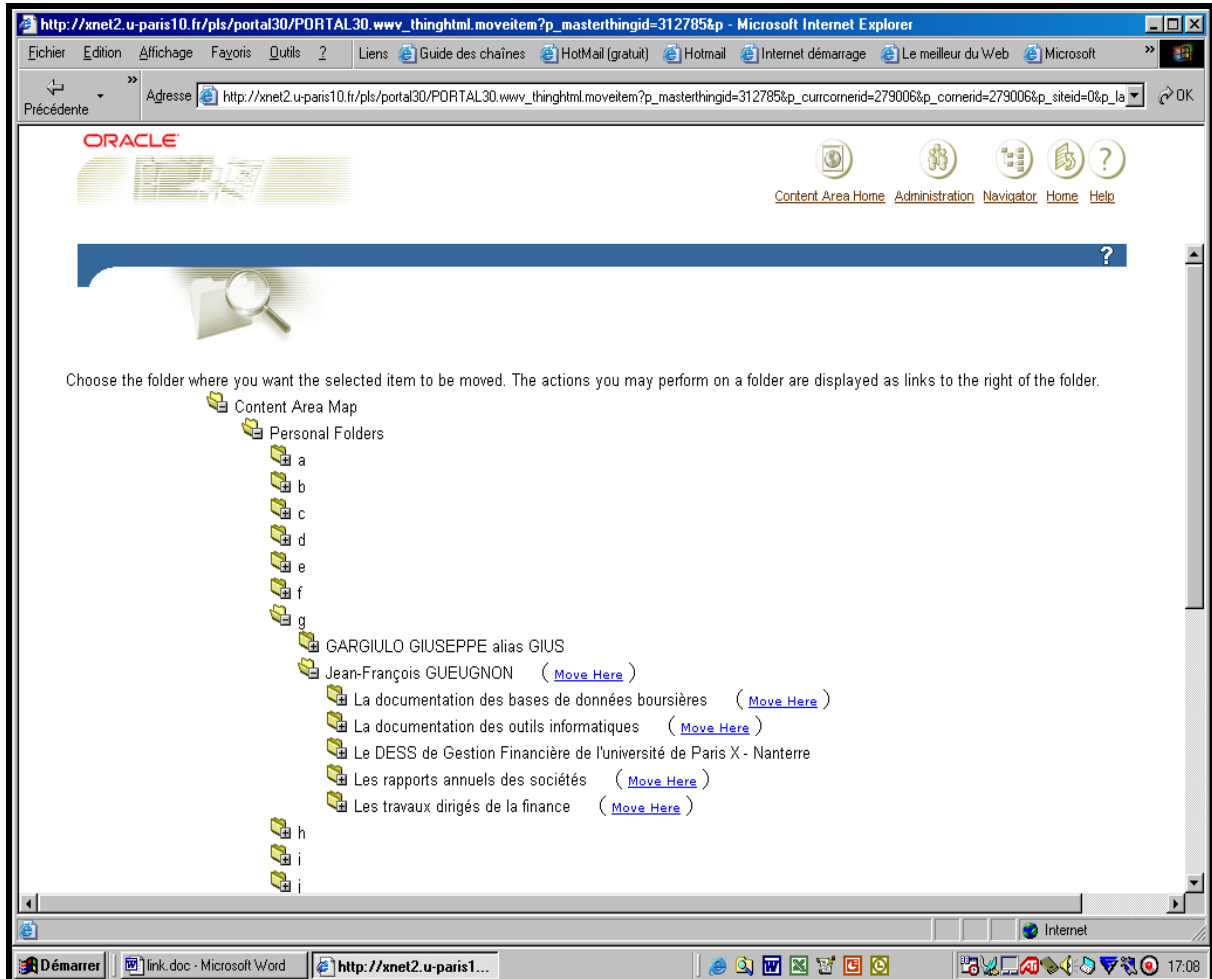 http://xnet2.u-paris10.fr/pls/portal30/PORTAL30.wwv_thinghtml.moveitem?p_masterthingid=312785&p - Microsoft Internet Explorer
Fichier Edition Affichage Favoris Outils ? Liens Guide des chaînes HotMail (gratuit) Hotmail Internet démarrage Le meilleur du Web Microsoft »
Précédente » Adresse http://xnet2.u-paris10.fr/pls/portal30/PORTAL30.wwv_thinghtml.moveitem?p_masterthingid=312785&p_currcornerid=279006&p_cornerid=279006&p_siteid=0&p_la OK
ORACLE
Content Area Home Administration Navigator Home Help
?
Choose the folder where you want the selected item to be moved. The actions you may perform on a folder are displayed as links to the right of the folder.
Content Area Map
Personal Folders
a
b
c
d
e
f
g
GARGIULO GIUSEPPE alias GIUS
Jean-François GUEUGNON ( Move Here )
La documentation des bases de données boursières ( Move Here )
La documentation des outils informatiques ( Move Here )
Le DESS de Gestion Financière de l'université de Paris X - Nanterre
Les rapports annuels des sociétés ( Move Here )
Les travaux dirigés de la finance ( Move Here )
h
i
j
Internet
Démarrer link.doc - Microsoft Word http://xnet2.u-paris1... 17:08